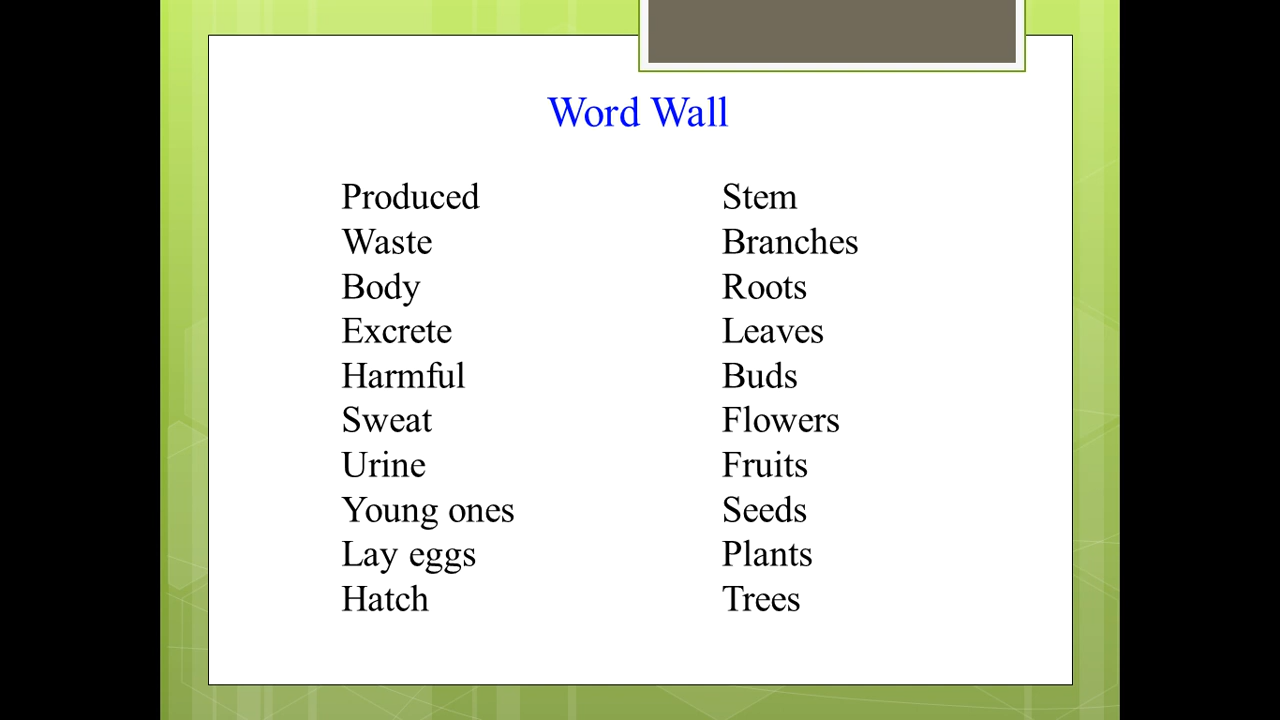 Word Wall
Produced
Waste
Body
Excrete
Harmful
Sweat
Urine
Young ones
Lay eggs
Hatch
Stem
Branches
Roots
Leaves
Buds
Flowers
Fruits
Seeds
Plants
Trees